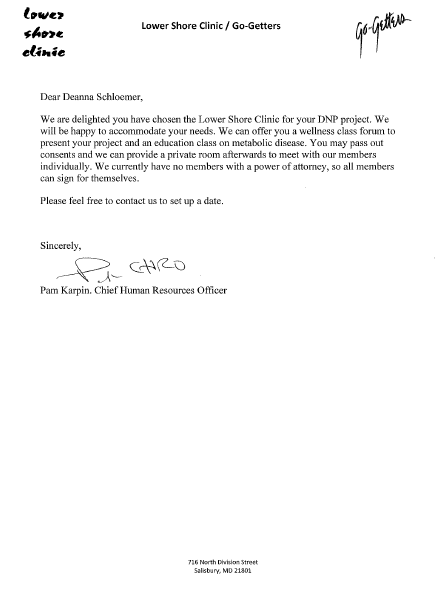 lower
shore
clinic
Lower Shore Clinic / Go-Getters
Go-Getters
Dear Deanna Schloemer,
We are delighted you have chosen the Lower Shore Clinic for your DNP project. We
will be happy to accommodate your needs. We can offer you a wellness class forum to
present your project and an education class on metabolic disease. You may pass out
consents and we can provide a private room afterwards to meet with our members
individually. We currently have no members with a power of attorney, so all members
can sign for themselves.
Please feel free to contact us to set up a date.
Sincerely,
CHRO
Pam Karpin. Chief Human Resources Officer
716 North Division Street
Salisbury, MD 21801